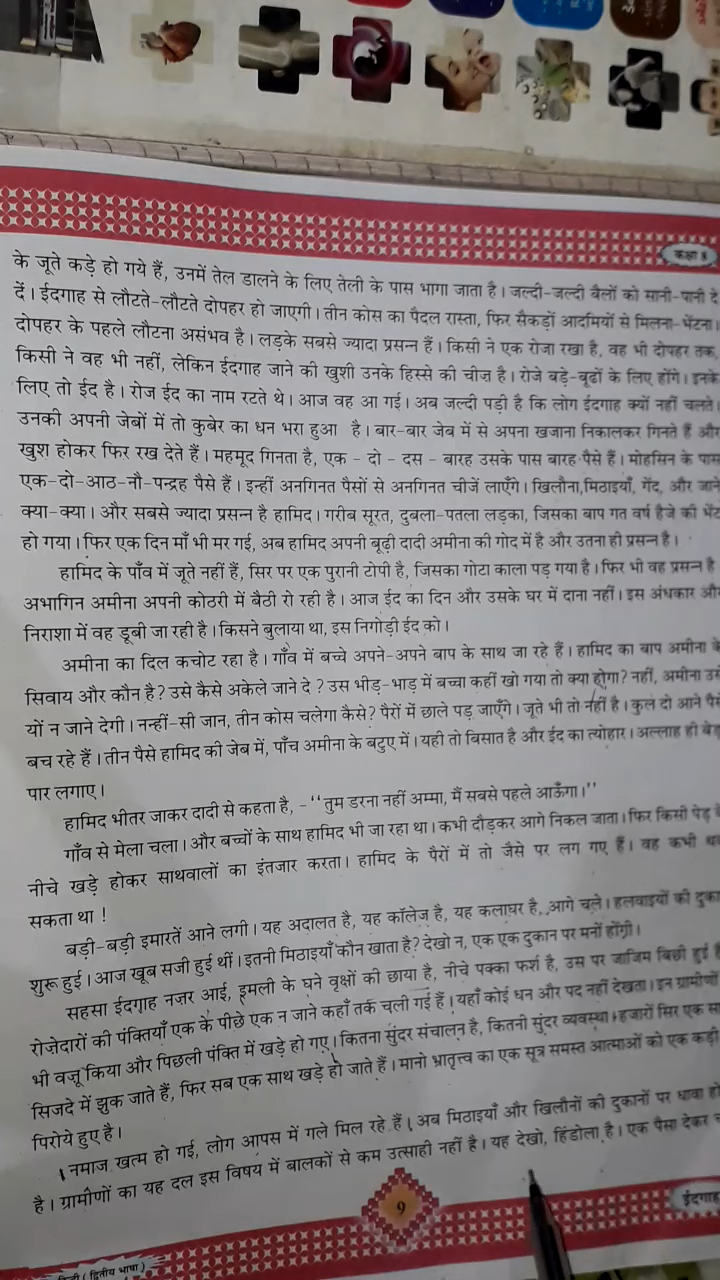 कक्षा 8
के जूते कड़े हो गये हैं, उनमें तेल डालने के लिए तेली के पास भागा जाता है। जल्दी-जल्दी बैलों को सानी-पानी दे
दें। ईदगाह से लौटते-लौटते दोपहर हो जाएगी। तीन कोस का पैदल रास्ता, फिर सैकड़ों आदमियों से मिलना-भेंटना।
दोपहर के पहले लौटना असंभव है। लड़के सबसे ज्यादा प्रसन्न हैं। किसी ने एक रोजा रखा है, वह भी दोपहर तक,
किसी ने वह भी नहीं, लेकिन ईदगाह जाने की खुशी उनके हिस्से की चीज है। रोजे बड़े-बूढों के लिए होंगे। इनके
लिए तो ईद है। रोज ईद का नाम रटते थे। आज वह आ गई। अब जल्दी पड़ी है कि लोग ईदगाह क्यों नहीं चलते।
उनकी अपनी जेबों में तो कुबेर का धन भरा हुआ है। बार-बार जेब में से अपना खजाना निकालकर गिनते हैं और
खुश होकर फिर रख देते हैं। महमूद गिनता है, एक - दो - दस - बारह उसके पास बारह पैसे हैं। मोहसिन के पास
एक-दो-आठ-नौ-पन्द्रह पैसे हैं। इन्हीं अनगिनत पैसों से अनगिनत चीजें लाएँगे। खिलौना,मिठाइयाँ, गेंद, और जाने
क्या-क्या। और सबसे ज्यादा प्रसन्न है हामिद। गरीब सूरत, दुबला-पतला लड़का, जिसका बाप गत वर्ष हैजे की भेंट
हो गया। फिर एक दिन माँ भी मर गई, अब हामिद अपनी बूढ़ी दादी अमीना की गोद में है और उतना ही प्रसन्न है।
हामिद के पाँव में जूते नहीं हैं, सिर पर एक पुरानी टोपी है, जिसका गोटा काला पड़ गया है। फिर भी वह प्रसन्न है
अभागिन अमीना अपनी कोठरी में बैठी रो रही है। आज ईद का दिन और उसके घर में दाना नहीं। इस अंधकार और
निराशा में वह डूबी जा रही है। किसने बुलाया था, इस निगोड़ी ईद को।
अमीना का दिल कचोट रहा है। गाँव में बच्चे अपने-अपने बाप के साथ जा रहे हैं। हामिद का बाप अमीना के
सिवाय और कौन है? उसे कैसे अकेले जाने दे ? उस भीड़-भाड़ में बच्चा कहीं खो गया तो क्या होगा? नहीं, अमीना उसे
यों न जाने देगी। नन्हीं-सी जान, तीन कोस चलेगा कैसे? पैरों में छाले पड़ जाएँगे। जूते भी तो नहीं है। कुल दो आने पैसे
बच रहे हैं। तीन पैसे हामिद की जेब में, पाँच अमीना के बटुए में। यही तो बिसात है और ईद का त्योहार। अल्लाह ही बेड़
पार लगाए।
हामिद भीतर जाकर दादी से कहता है, - ‘‘तुम डरना नहीं अम्मा, मैं सबसे पहले आऊँगा।’’
गाँव से मेला चला। और बच्चों के साथ हामिद भी जा रहा था। कभी दौड़कर आगे निकल जाता। फिर किसी पेड़ के
नीचे खड़े होकर साथवालों का इंतजार करता। हामिद के पैरों में तो जैसे पर लग गए हैं। वह कभी थक
सकता था !
बड़ी-बड़ी इमारतें आने लगी। यह अदालत है, यह कॉलेज है, यह कलाघर है, आगे चले। हलवाइयों की दुका
शुरू हुई। आज खूब सजी हुई थीं। इतनी मिठाइयाँ कौन खाता है? देखो न, एक एक दुकान पर मनों होंगी।
सहसा ईदगाह नजर आई, इमली के घने वृक्षों की छाया है, नीचे पक्का फर्श है, उस पर जाजिम बिछी हुई है
रोजेदारों की पंक्तियाँ एक के पीछे एक न जाने कहाँ तक चली गई हैं। यहाँ कोई धन और पद नहीं देखता। इन ग्रामीणों
भी वजू किया और पिछली पंक्ति में खड़े हो गए। कितना सुंदर संचालन है, कितनी सुंदर व्यवस्था। हजारों सिर एक सा
सिजदे में झुक जाते हैं, फिर सब एक साथ खड़े हो जाते हैं। मानो भ्रातृत्त्व का एक सूत्र समस्त आत्माओं को एक कड़ी
पिरोये हुए है।
नमाज खत्म हो गई, लोग आपस में गले मिल रहे हैं। अब मिठाइयाँ और खिलौनों की दुकानों पर धावा हो
है। ग्रामीणों का यह दल इस विषय में बालकों से कम उत्साही नहीं है। यह देखो, हिंडोला है। एक पैसा देकर
9
ईदगाह
(द्वितीय भाषा)